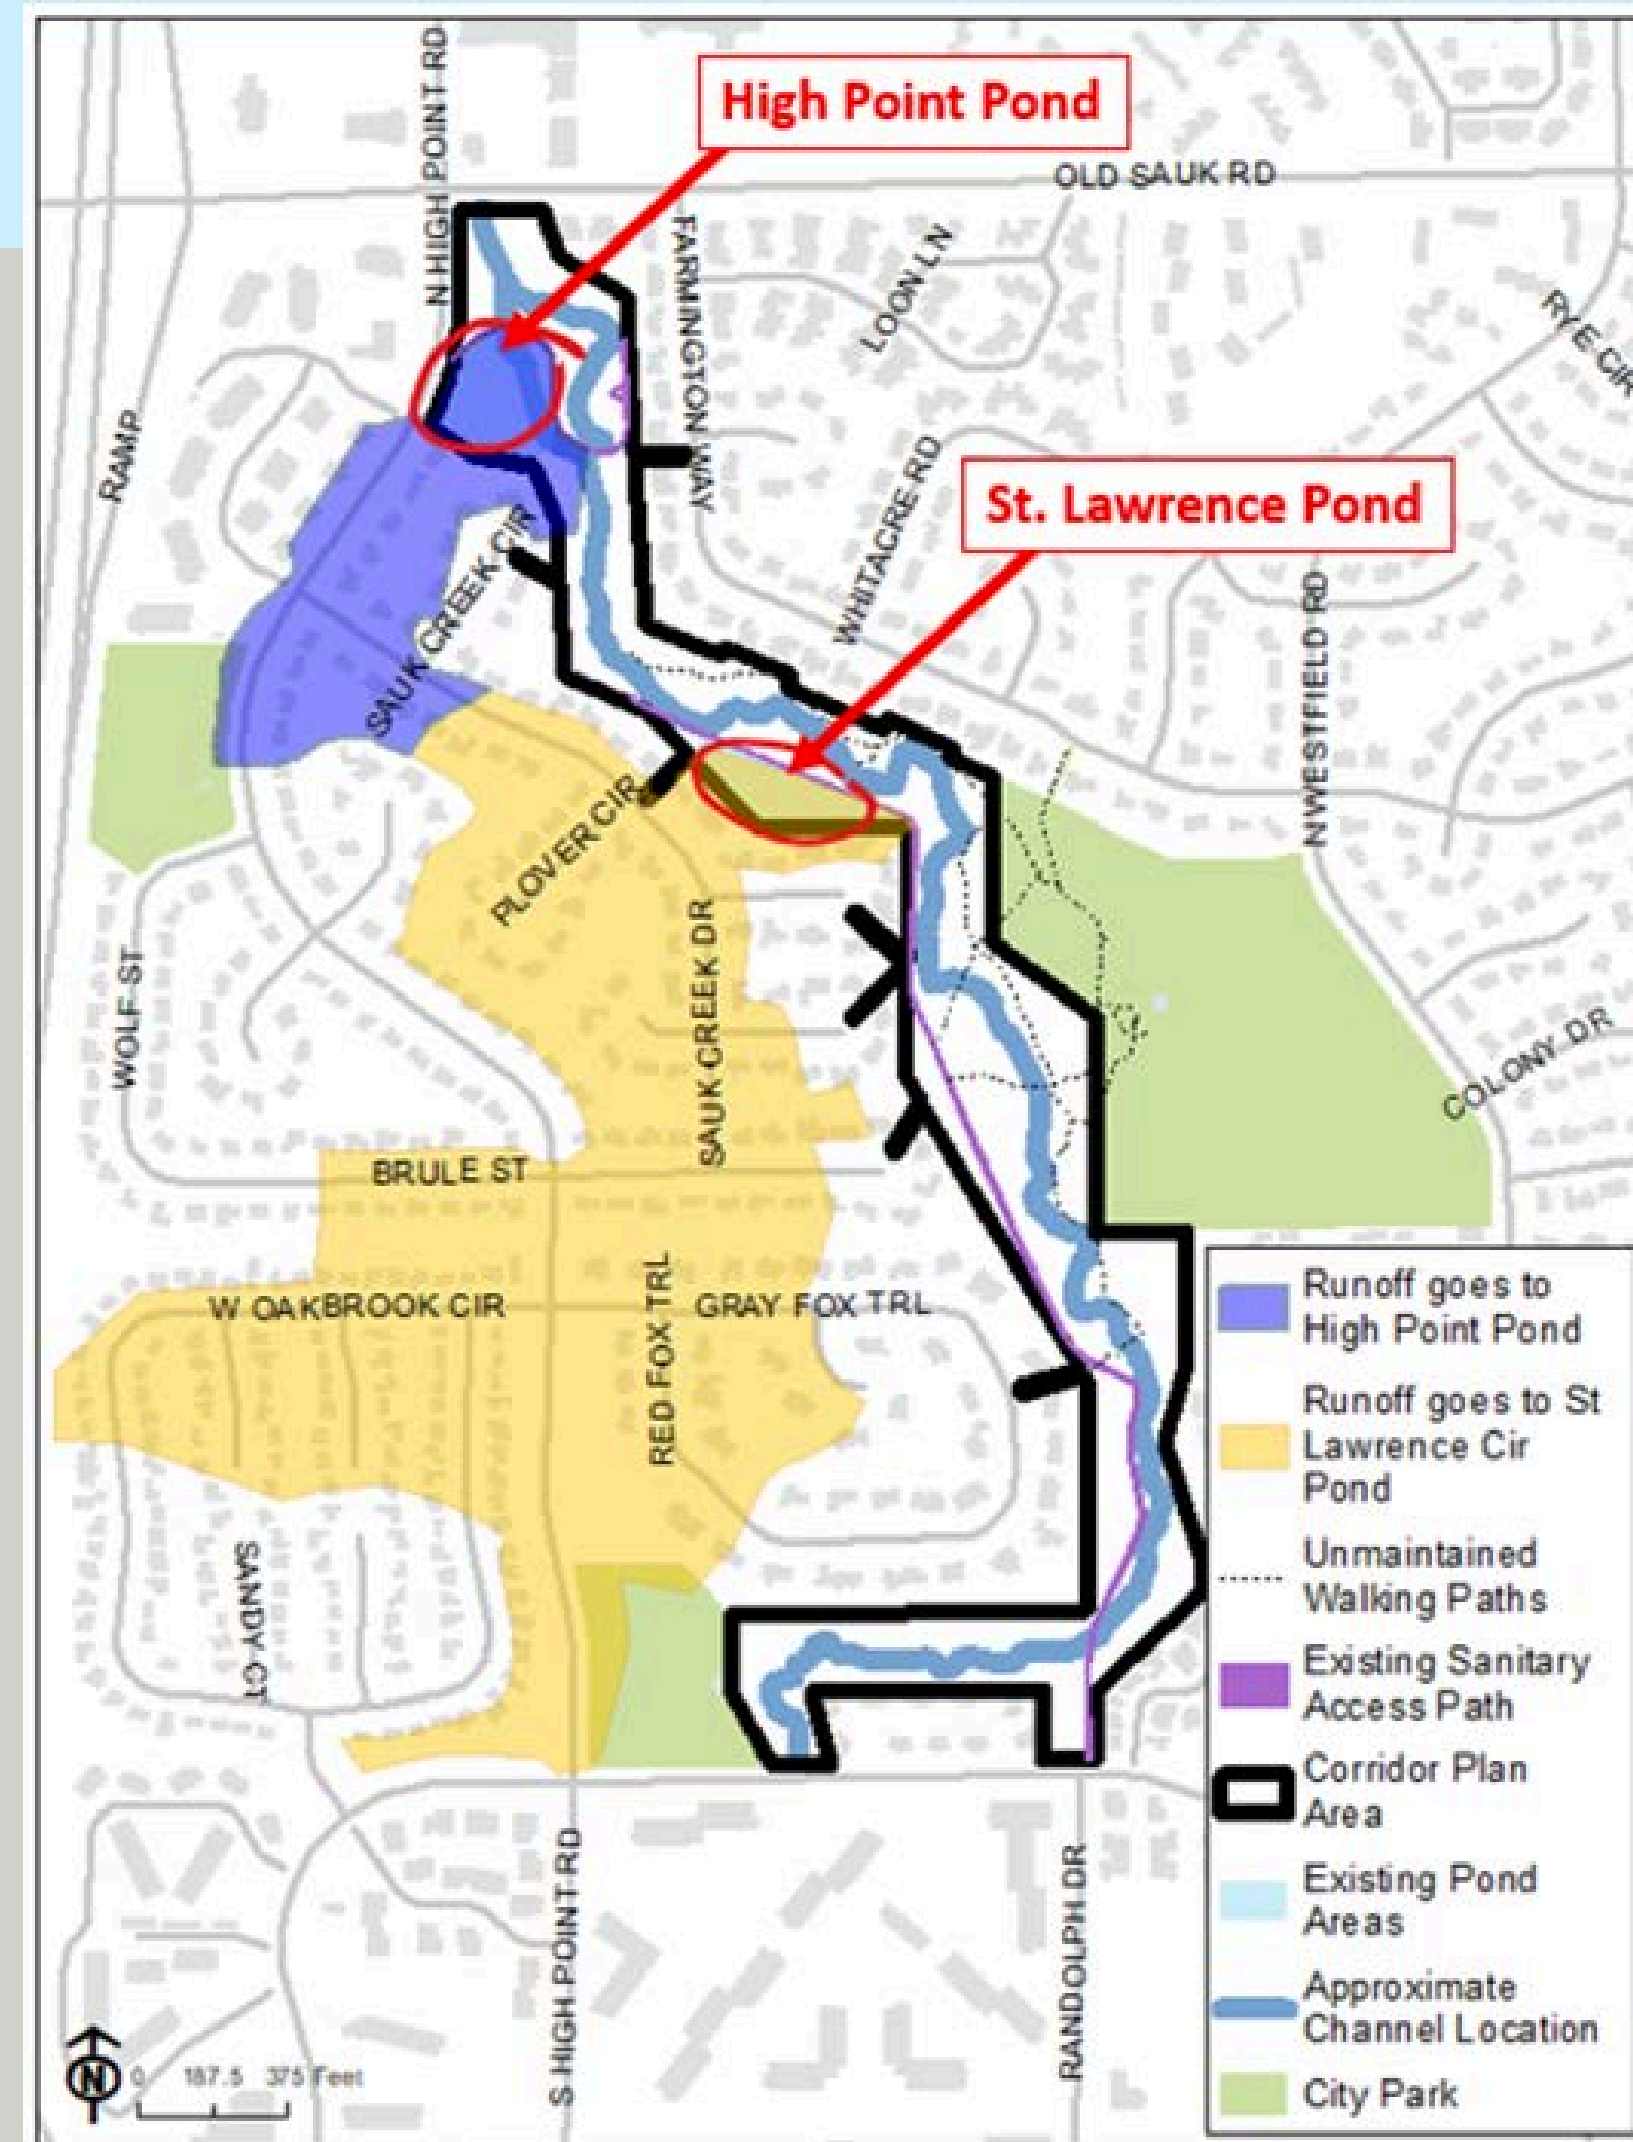 High Point Pond
OLD SAUK RD
N HIGH POINT RD
FARMINGTON WAY
LOON LN
RYE CIR
RAMP
WHITACRE RD
St. Lawrence Pond
SAUK CREEK CIR
N WESTFIELD RD
PLOVER CIR
WOLF ST
SAUK CREEK DR
COLONY DR
BRULE ST
W OAKBROOK CIR
RED FOX TRL
GRAY FOX TRL
SANDY CT
S HIGH POINT RD
RANDOLPH DR
Runoff goes to
High Point Pond
Runoff goes to St
Lawrence Cir
Pond
Unmaintained
Walking Paths
Existing Sanitary
Access Path
Corridor Plan
Area
Existing Pond
Areas
Approximate
Channel Location
City Park
N
0 187.5 375 Feet